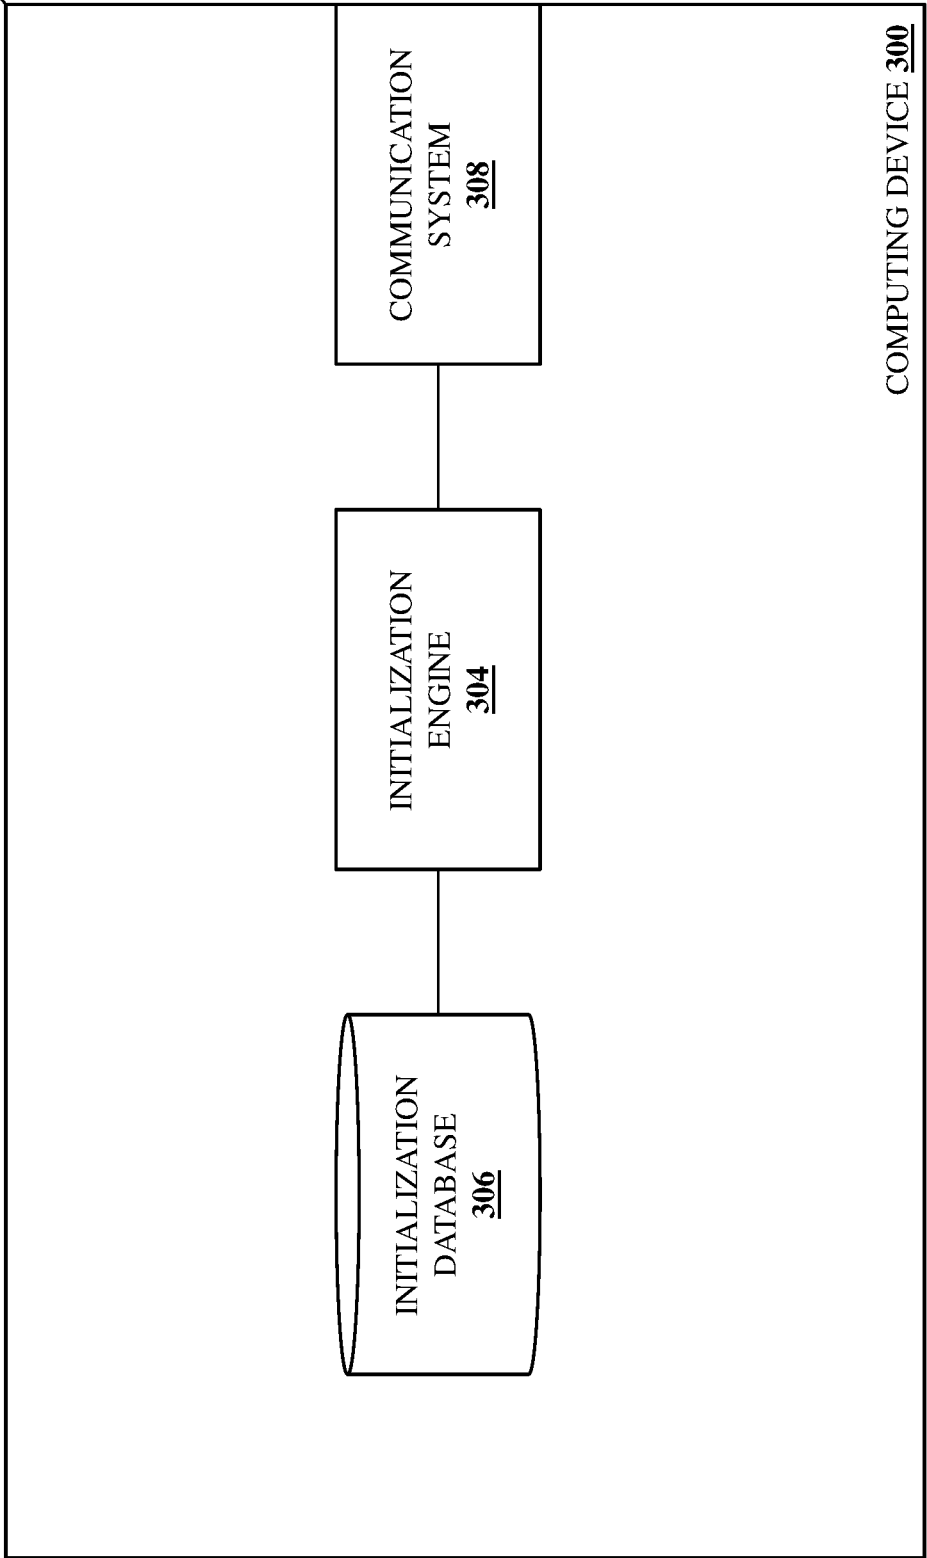 COMMUNICATION
SYSTEM
308
INITIALIZATION
ENGINE
304
INITIALIZATION
DATABASE
306
COMPUTING DEVICE 300